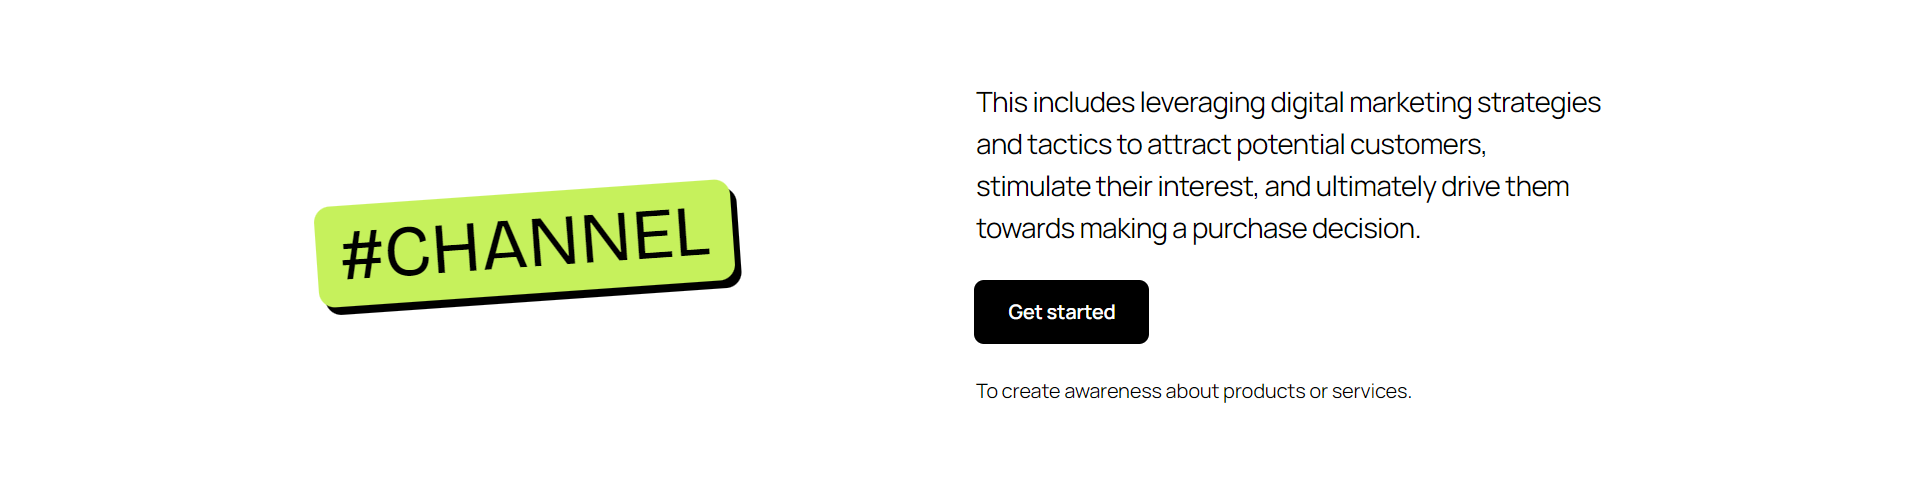 #CHANNEL
This includes leveraging digital marketing strategies
and tactics to attract potential customers,
stimulate their interest, and ultimately drive them
towards making a purchase decision.
Get started
To create awareness about products or services.